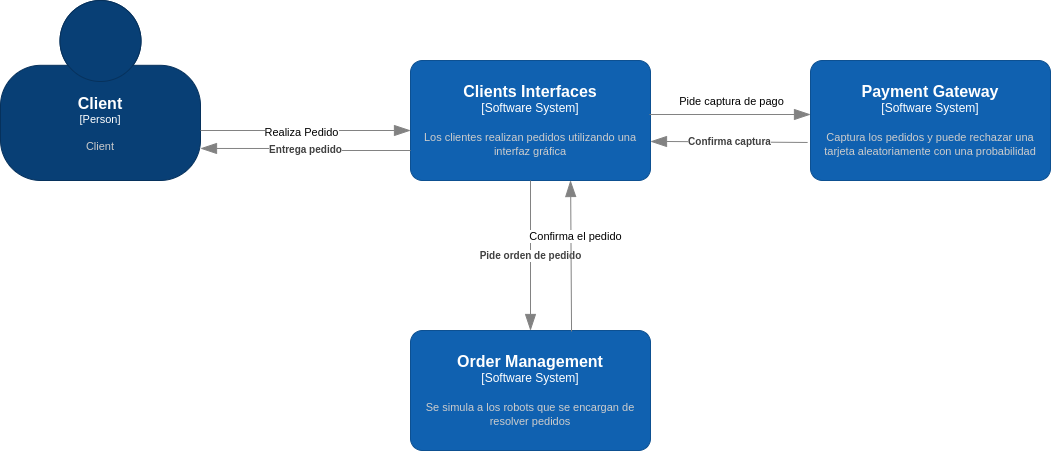 Client
[Person]
Client
Realiza Pedido
Entrega pedido
Clients Interfaces
[Software System]
Los clientes realizan pedidos utilizando una
interfaz gráfica
Pide captura de pago
Confirma captura
Payment Gateway
[Software System]
Captura los pedidos y puede rechazar una
tarjeta aleatoriamente con una probabilidad
Confirma el pedido
Pide orden de pedido
Order Management
[Software System]
Se simula a los robots que se encargan de
resolver pedidos